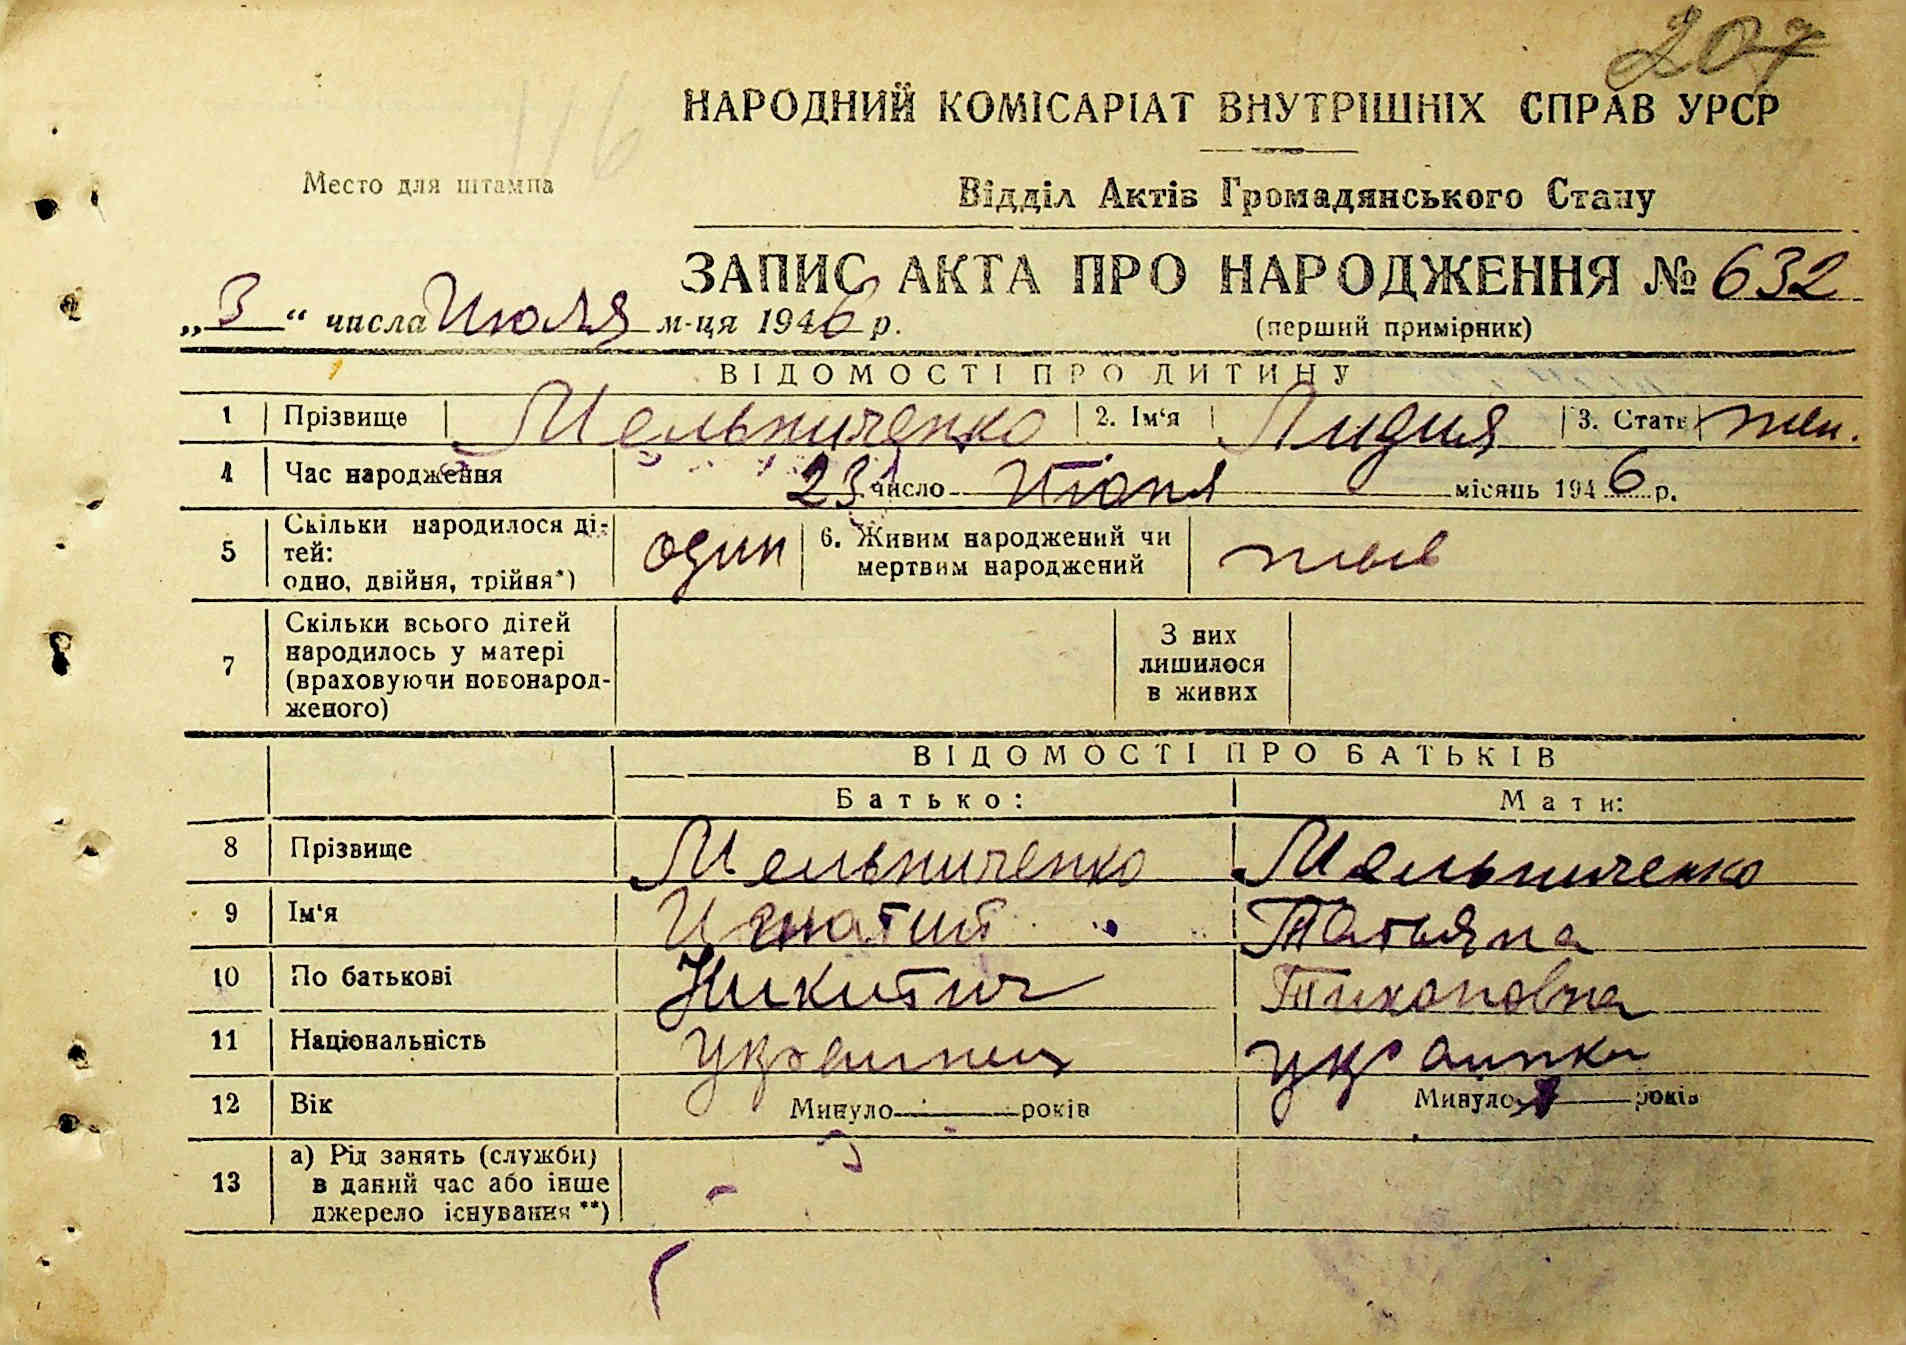 207
116
НАРОДНИЙ КОМІСАРІАТ ВНУТРІШНІХ СПРАВ УРСР
Место для штампа
Відділ Актів Громадянського Стану
ЗАПИС АКТА ПРО НАРОДЖЕННЯ № 632
„3“ числа Июля м-ця 1946 р.
(перший примірник)
ВІДОМОСТІ ПРО ДИТИНУ
1 Прізвище Мельниченко 2. Ім‘я Лидия 3. Стать жен.
4 Час народження 23 число Июня місяць 1946 р.
5 Скільки народилося ді-
тей:
одно, двійня, трійня*) один 6. Живим народжений чи
мертвим народжений жив
7 Скільки всього дітей
народилось у матері
(враховуючи новонарод-
женого)
З них
лишилося
в живих
ВІДОМОСТІ ПРО БАТЬКІВ
Батько: Мати:
8 Прізвище Мельниченко Мельниченко
9 Ім‘я Игнатий Татьяна
10 По батькові Никитич Тихоновна
11 Національність украинец украинка
12 Вік Минуло років Минуло років
13 а) Рід занять (служби)
в даний час або інше
джерело існування **)